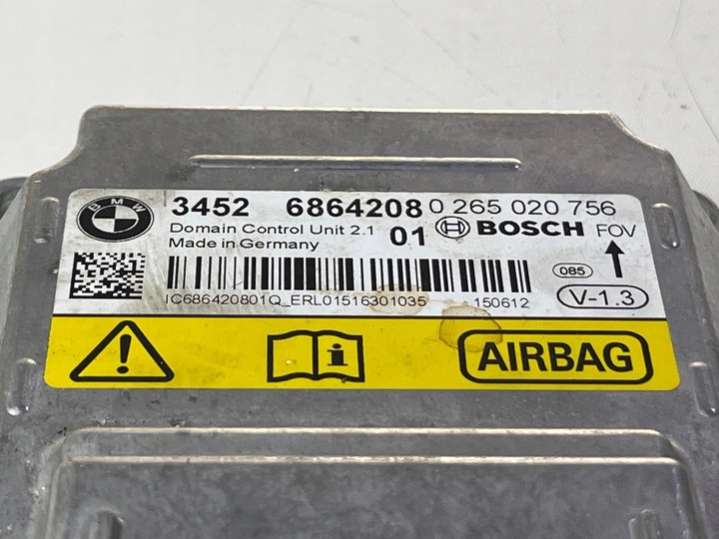 BMW
3452 6864208 0 265 020 756
Domain Control Unit 2.1 01 BOSCH FOV
Made in Germany
085
IC686420801Q_ERL01516301035 150612 V-1.3
AIRBAG